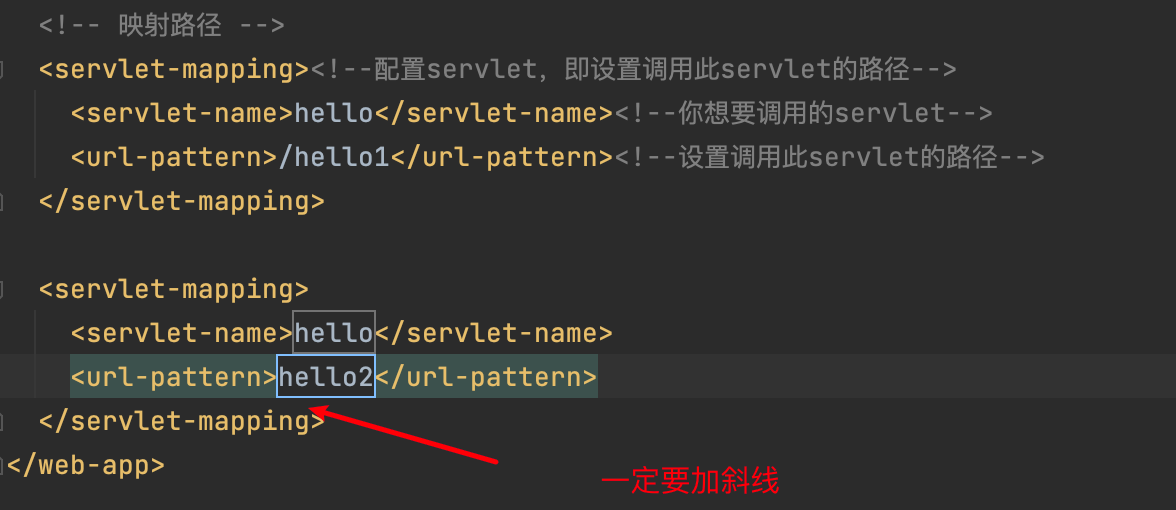 <!-- 映射路径 -->
<servlet-mapping><!--配置servlet，即设置调用此servlet的路径-->
<servlet-name>hello</servlet-name><!--你想要调用的servlet-->
<url-pattern>/hello1</url-pattern><!--设置调用此servlet的路径-->
</servlet-mapping>
<servlet-mapping>
<servlet-name>hello</servlet-name>
<url-pattern>hello2</url-pattern>
</servlet-mapping>
</web-app>
一定要加斜线